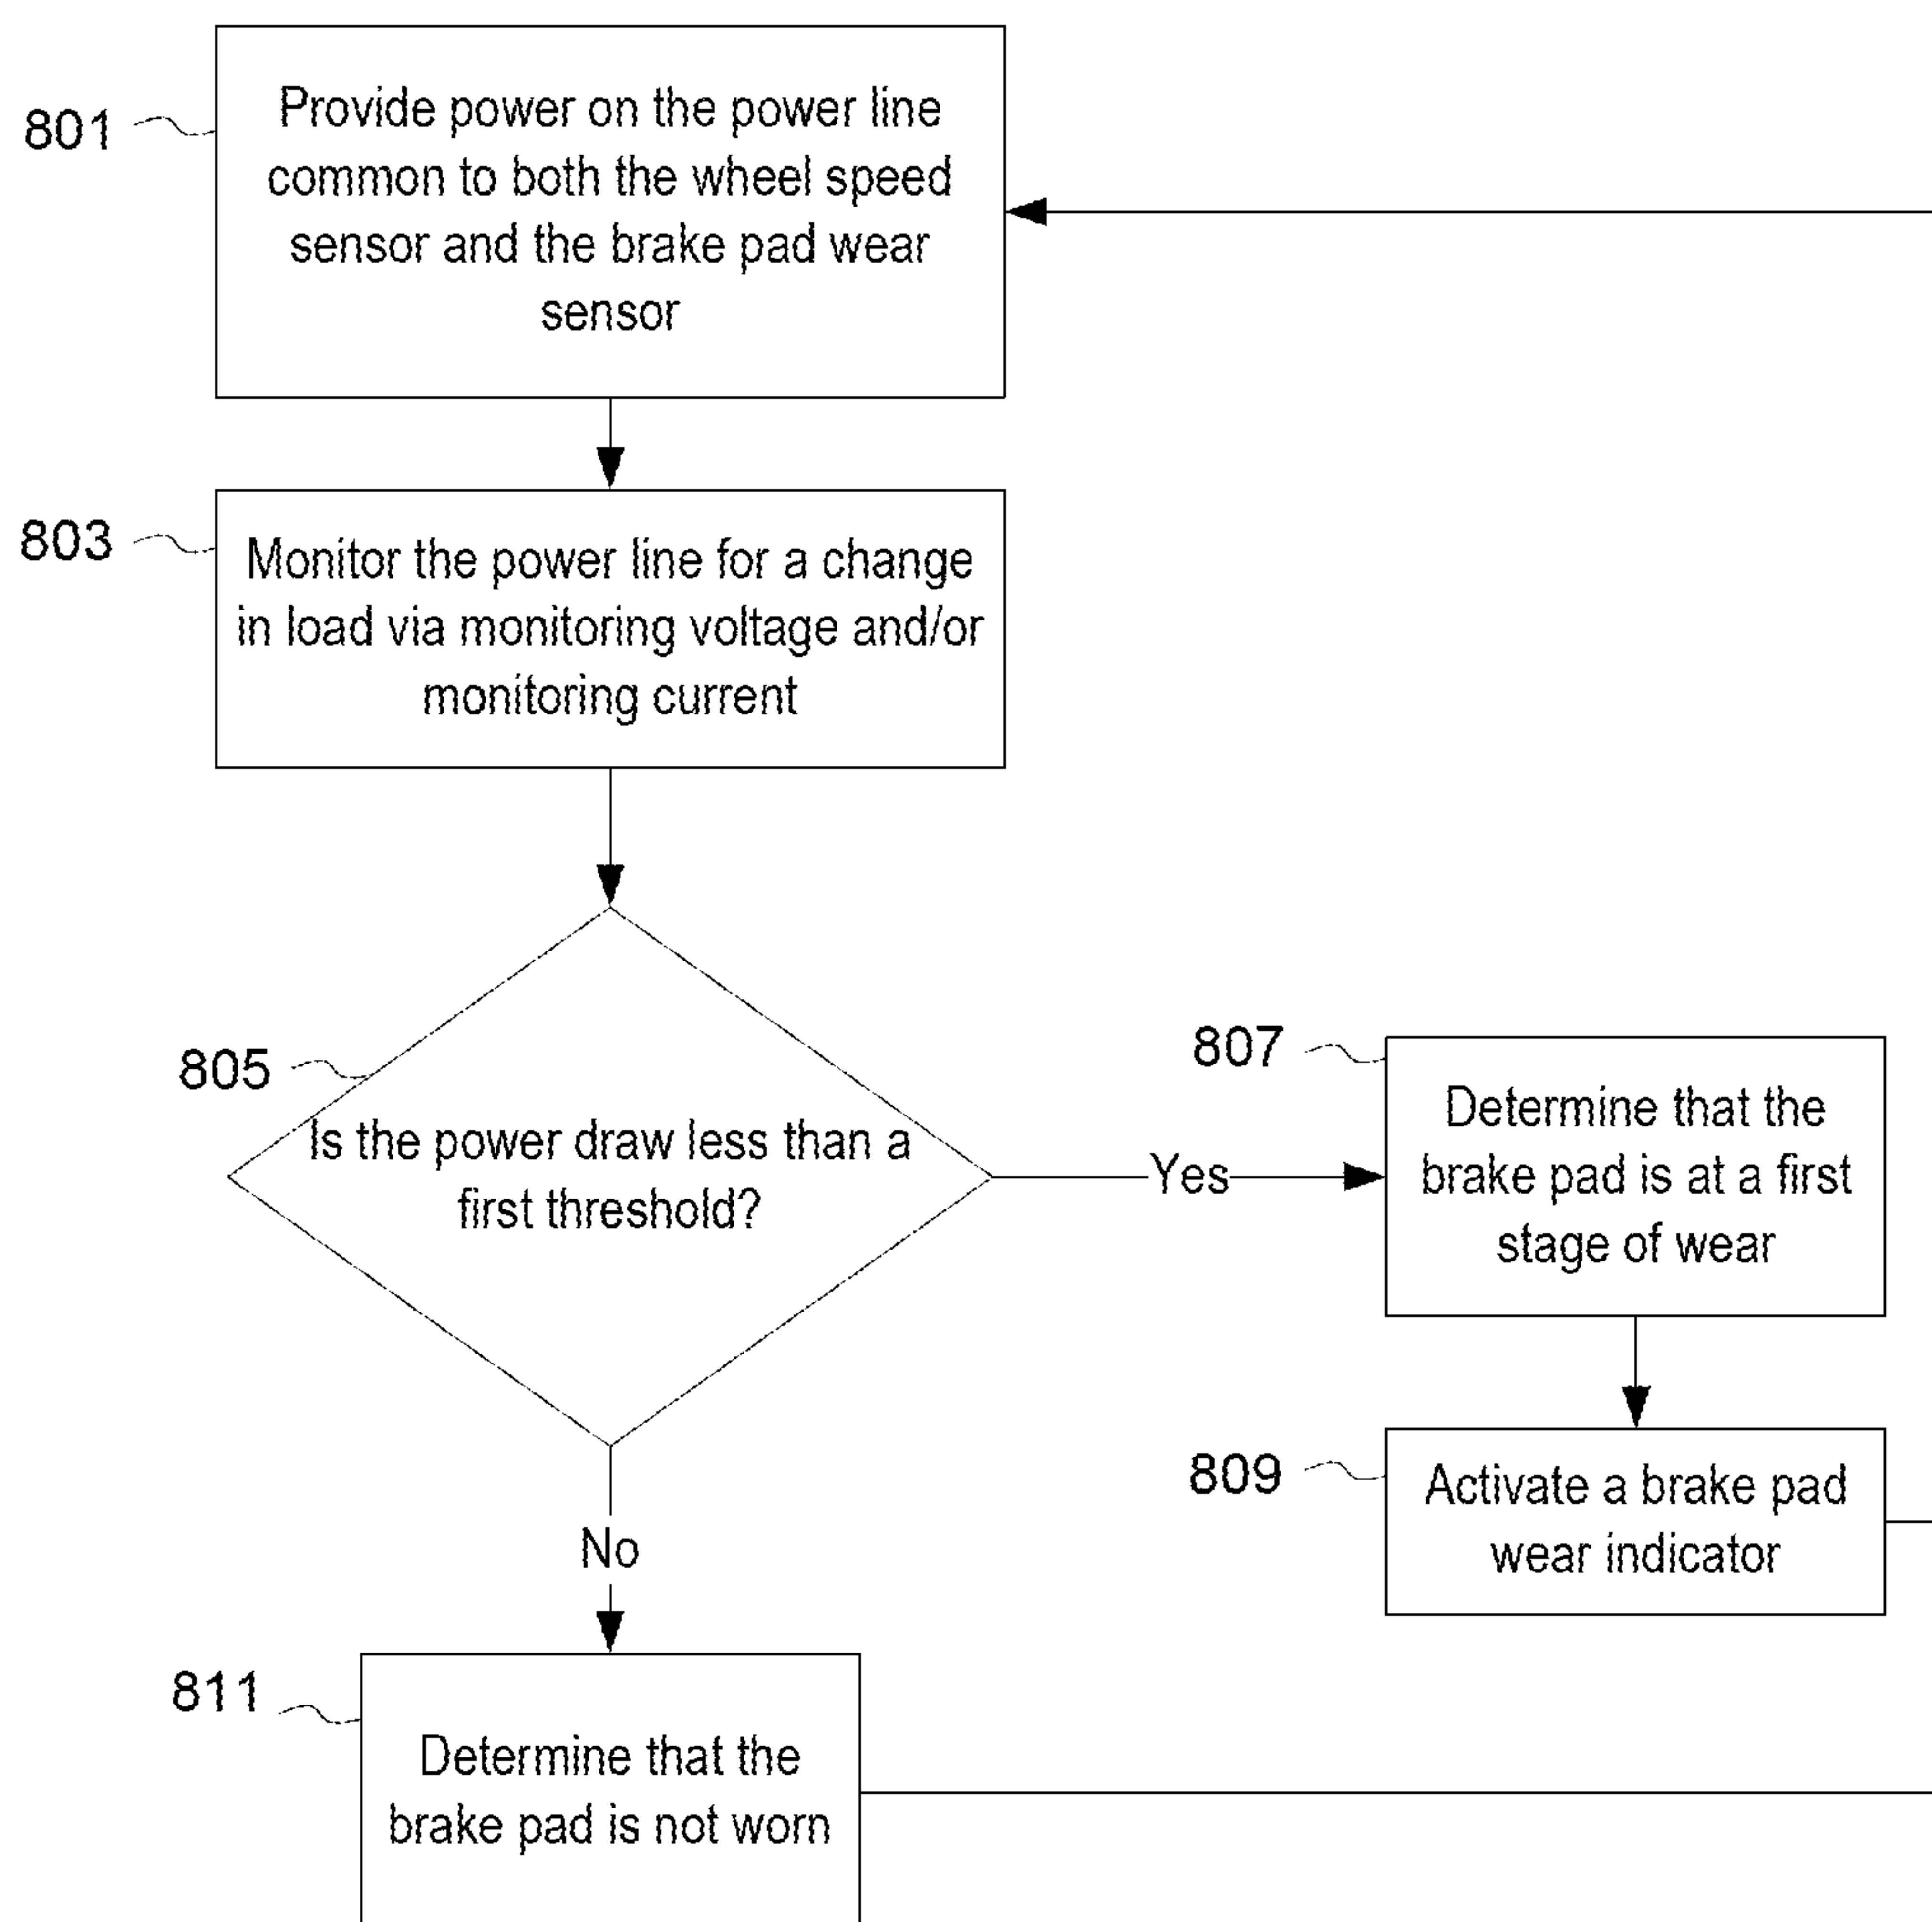 801
Provide power on the power line
common to both the wheel speed
sensor and the brake pad wear
sensor
803
Monitor the power line for a change
in load via monitoring voltage and/or
monitoring current
805
Is the power draw less than a
first threshold?
Yes
807
Determine that the
brake pad is at a first
stage of wear
809
Activate a brake pad
wear indicator
No
811
Determine that the
brake pad is not worn